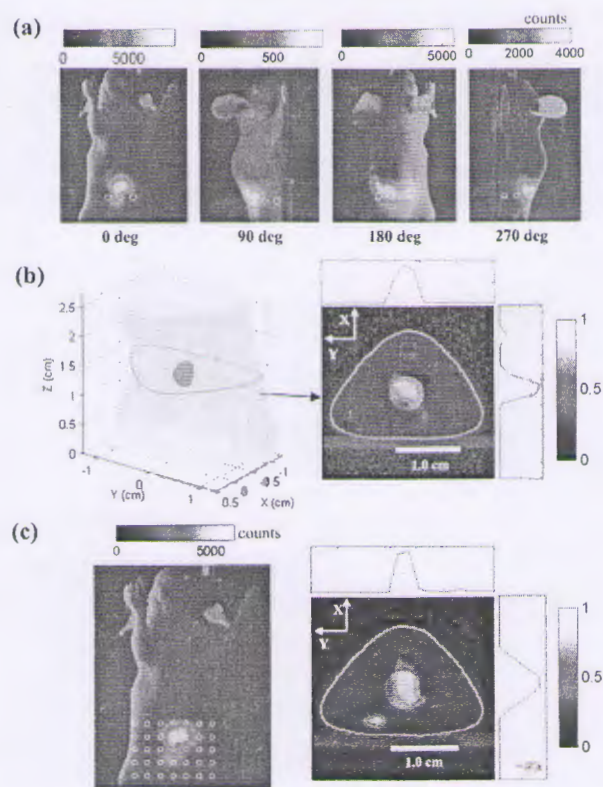 (a)
counts
0 5000
0 500
0 5000
0 2000 4000
0 deg
90 deg
180 deg
270 deg
(b)
2.5
2
1.5
1
0.5
0
Z (cm)
-1
0
1
Y (cm)
0.5
1
X (cm)
X
Y
1.0 cm
1
0.5
0
(c)
counts
0 5000
X
Y
1.0 cm
1
0.5
0